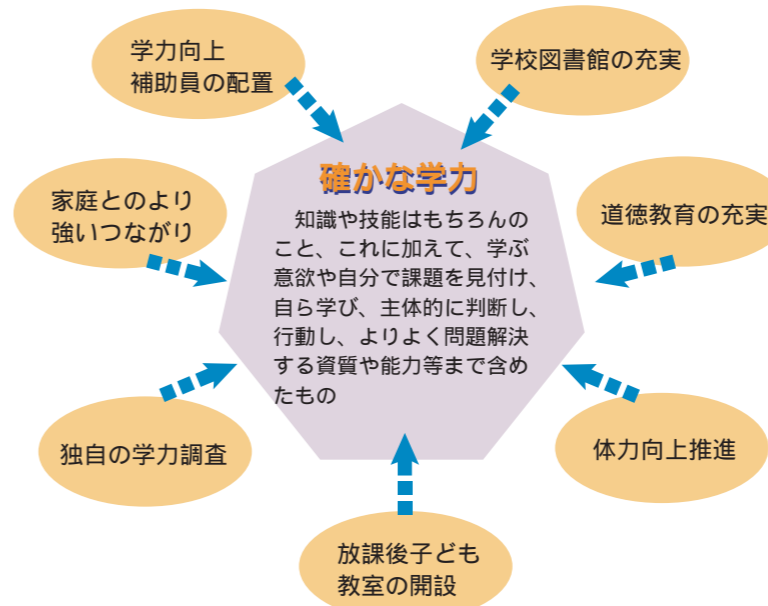 学力向上
補助員の配置
学校図書館の充実
家庭とのより
強いつながり
道徳教育の充実
確かな学力
知識や技能はもちろんの
こと、これに加えて、学ぶ
意欲や自分で課題を見付け、
自ら学び、主体的に判断し、
行動し、よりよく問題解決
する資質や能力等まで含め
たもの
独自の学力調査
体力向上推進
放課後子ども
教室の開設